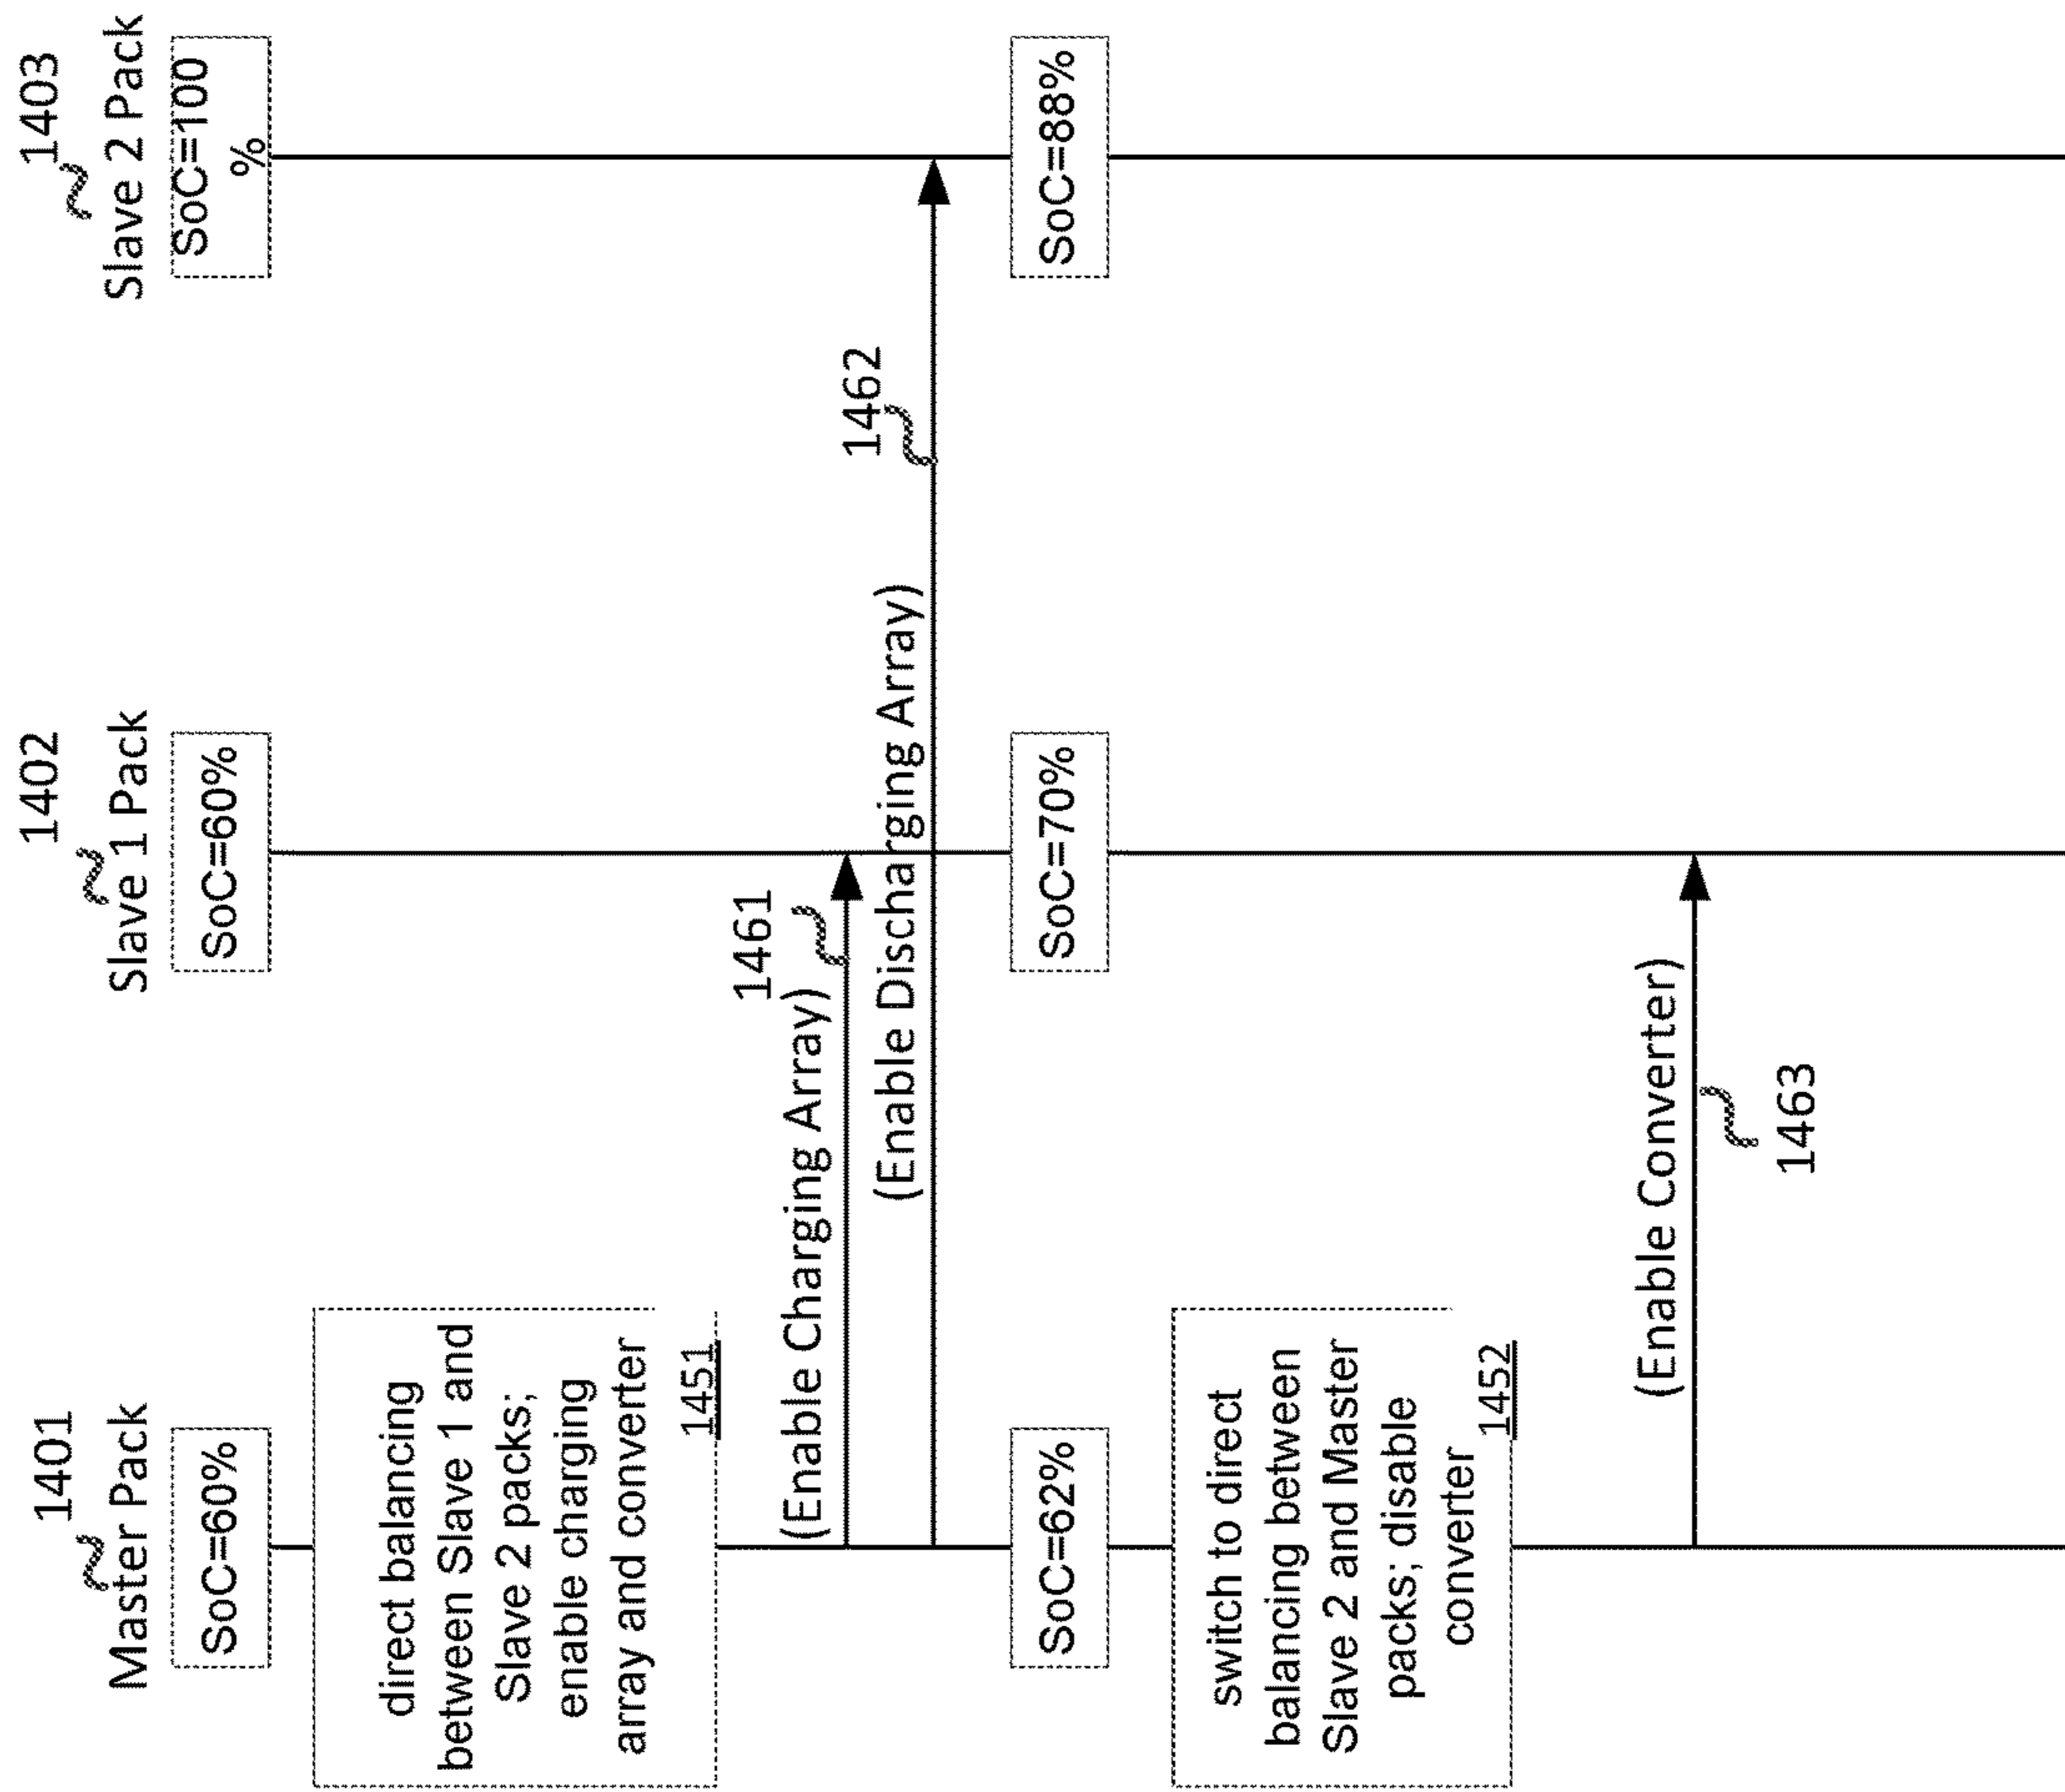 1401
Master Pack
1402
Slave 1 Pack
1403
Slave 2 Pack
SoC=60%
SoC=60%
SoC=100
%
direct balancing
between Slave 1 and
Slave 2 packs;
enable charging
array and converter
1451
1461
(Enable Charging Array)
1462
(Enable Discharging Array)
SoC=62%
SoC=70%
SoC=88%
switch to direct
balancing between
Slave 2 and Master
packs; disable
converter
1452
(Enable Converter)
1463